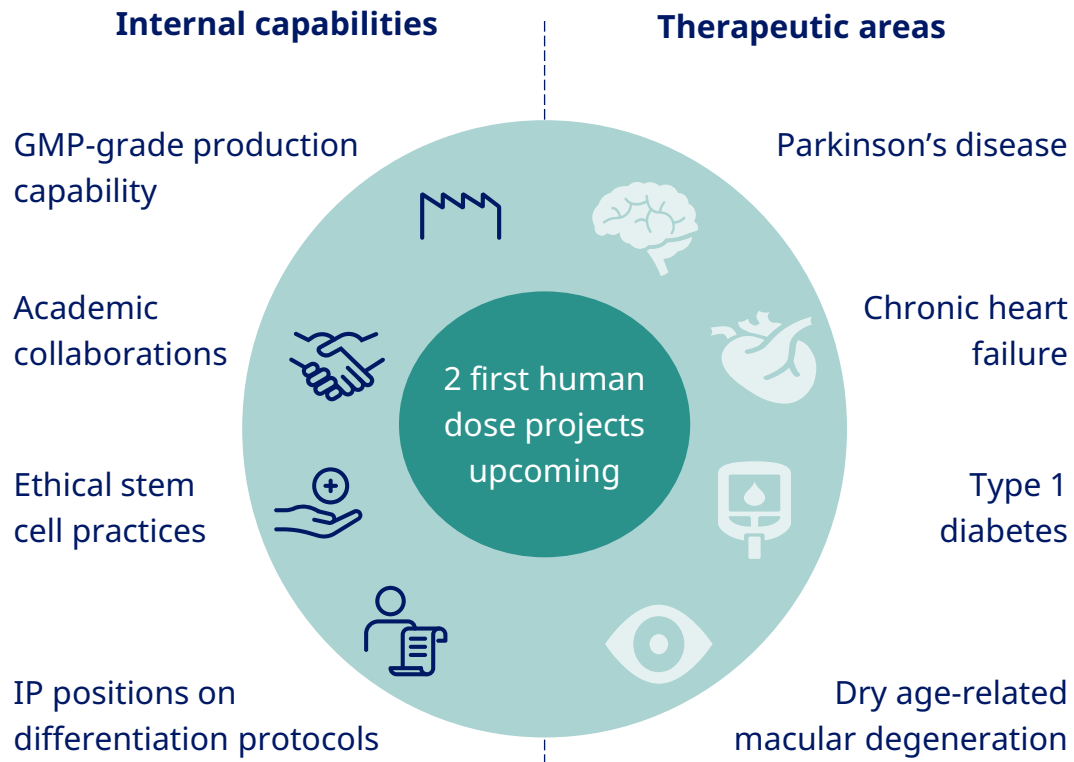 Internal capabilities
Therapeutic areas
GMP-grade production
capability
Academic
collaborations
Ethical stem
cell practices
IP positions on
differentiation protocols
2 first human
dose projects
upcoming
Parkinson’s disease
Chronic heart
failure
Type 1
diabetes
Dry age-related
macular degeneration